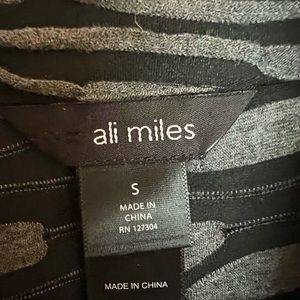 ali miles
S
MADE IN
CHINA
RN 127304
MADE IN CHINA